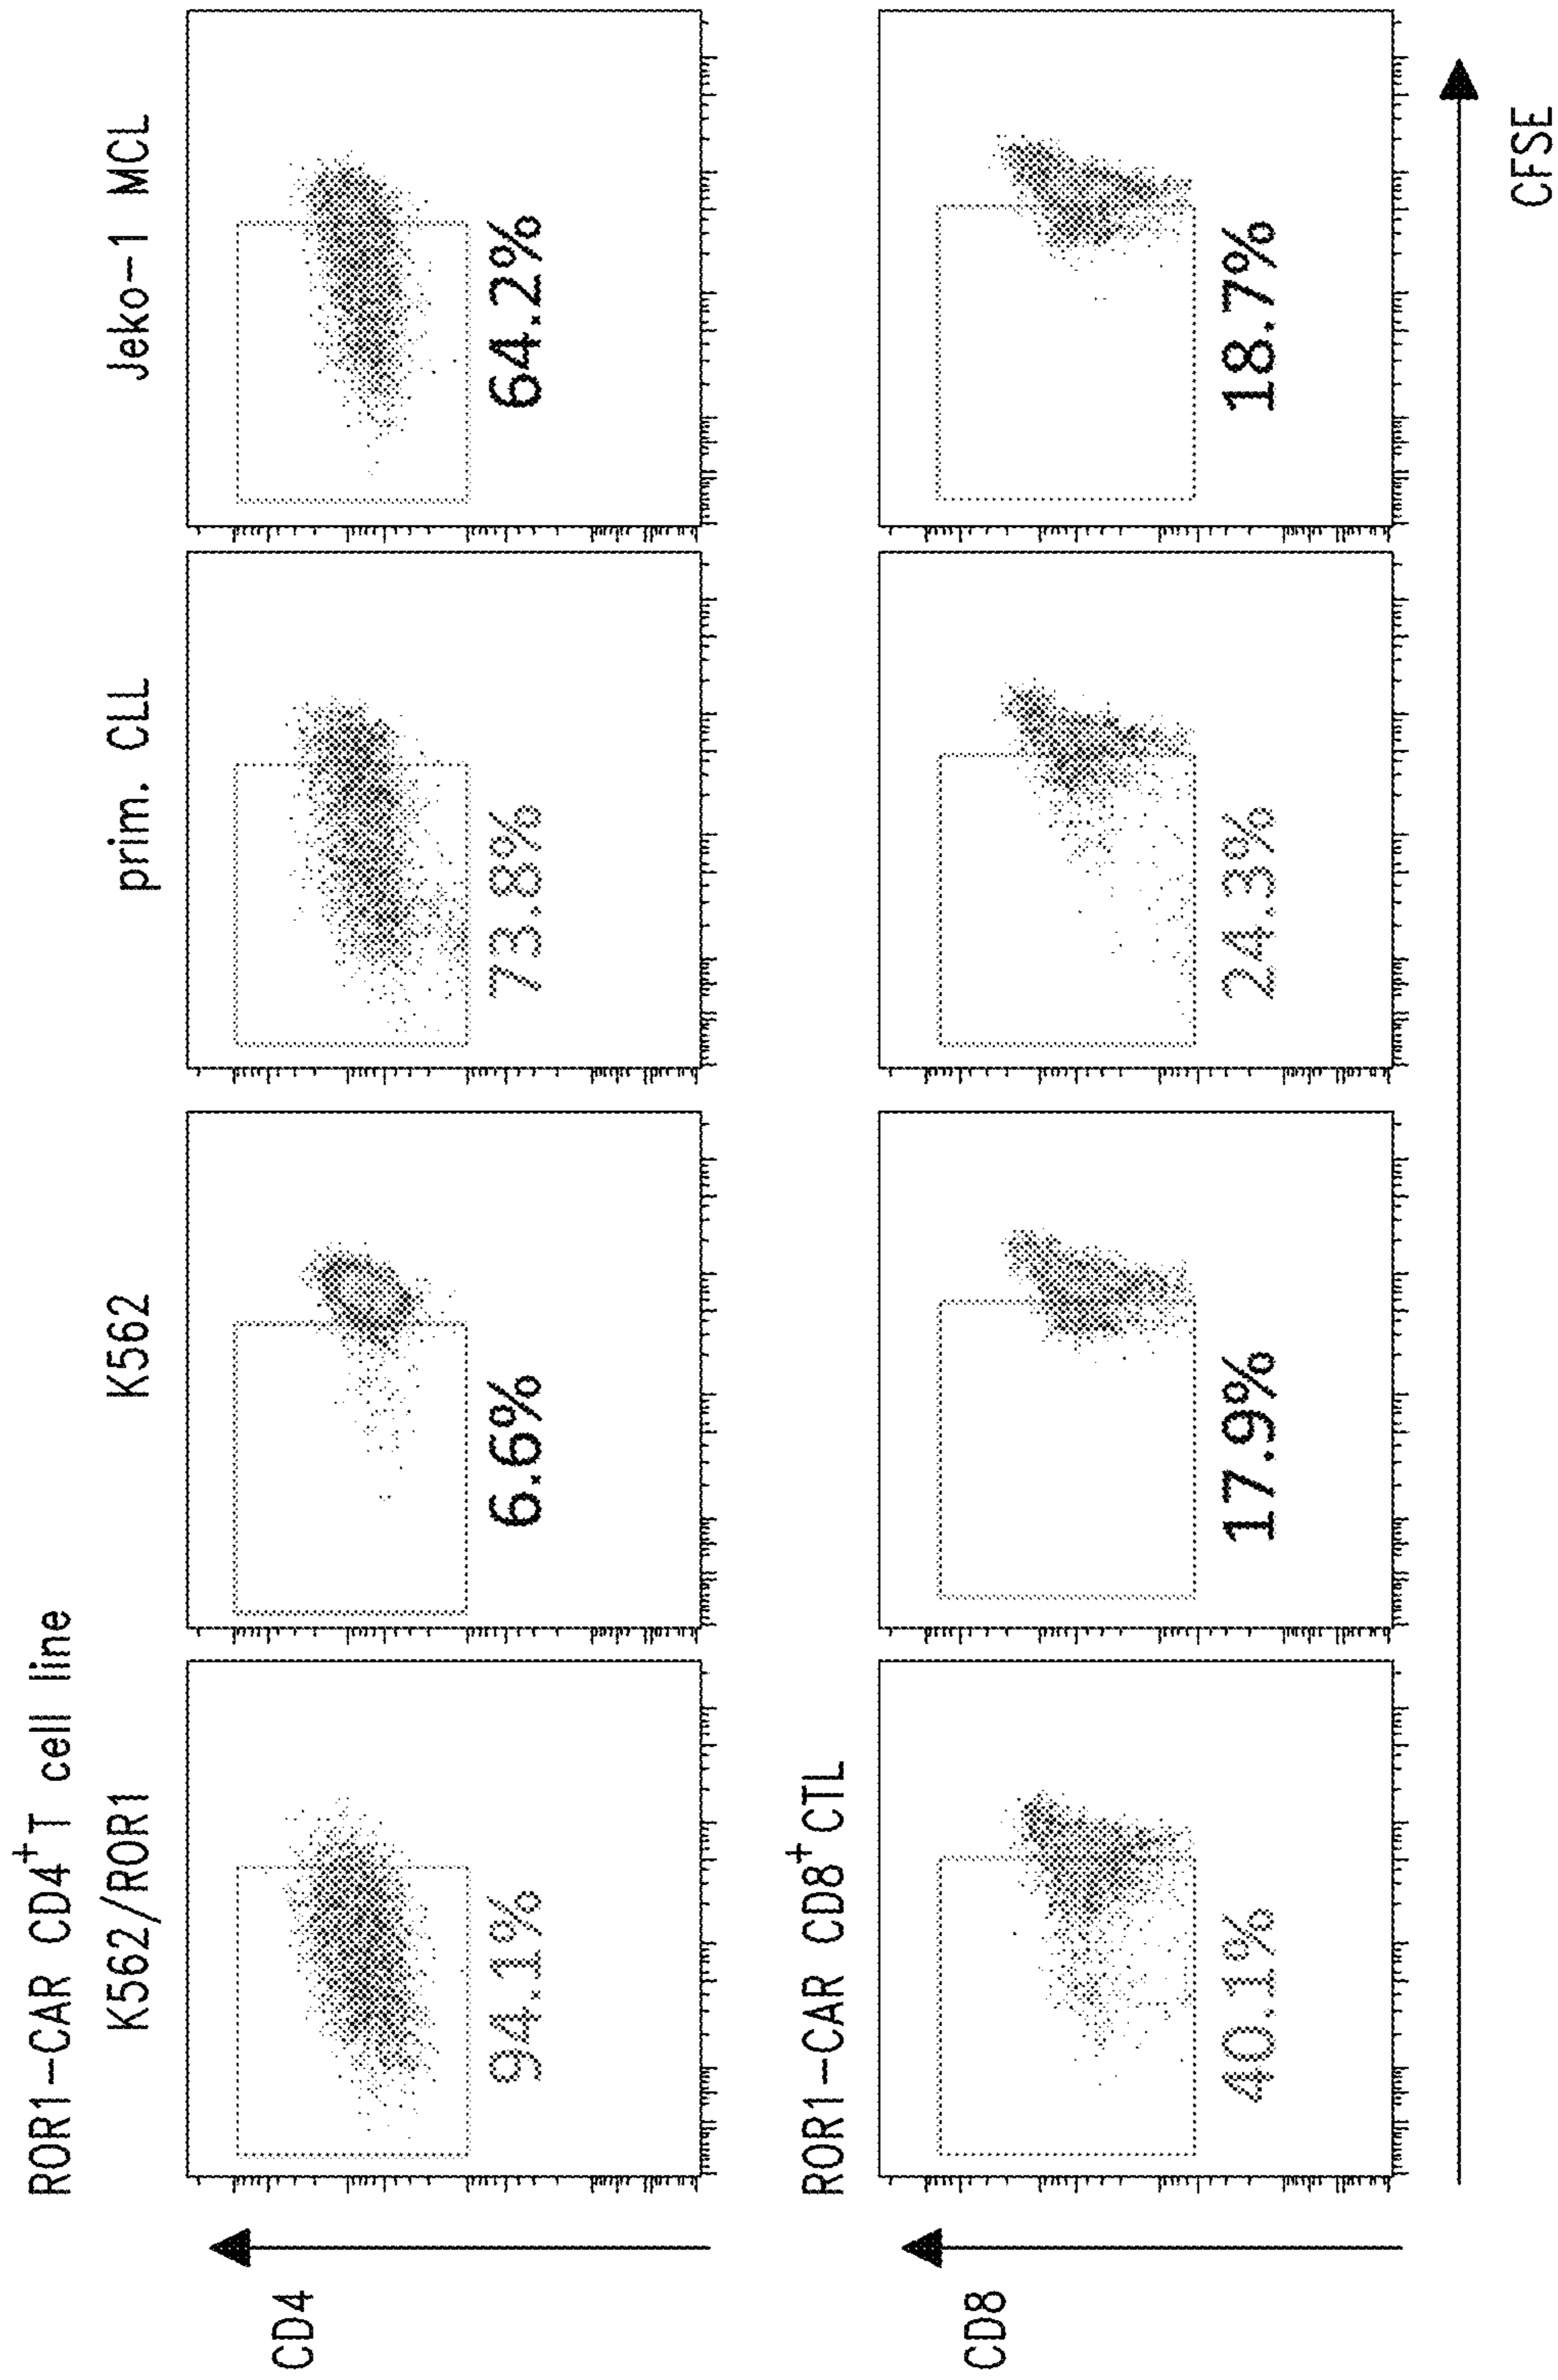 ROR1-CAR CD4+T cell line
K562/ROR1 K562 prim. CLL Jeko-1 MCL
CD4
94.1% 6.6% 73.8% 64.2%
ROR1-CAR CD8+CTL
CD8
40.1% 17.9% 24.3% 18.7%
CFSE